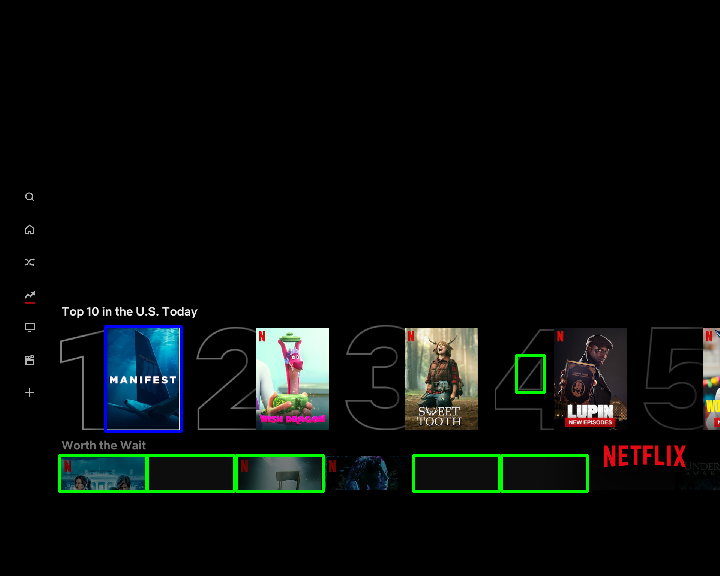 Top 10 in the U.S. Today
1 2 3 4 5
MANIFEST
WISH DRAGON
SWEET TOOTH
LUPIN
NEW EPISODES
Worth the Wait
NETFLIX